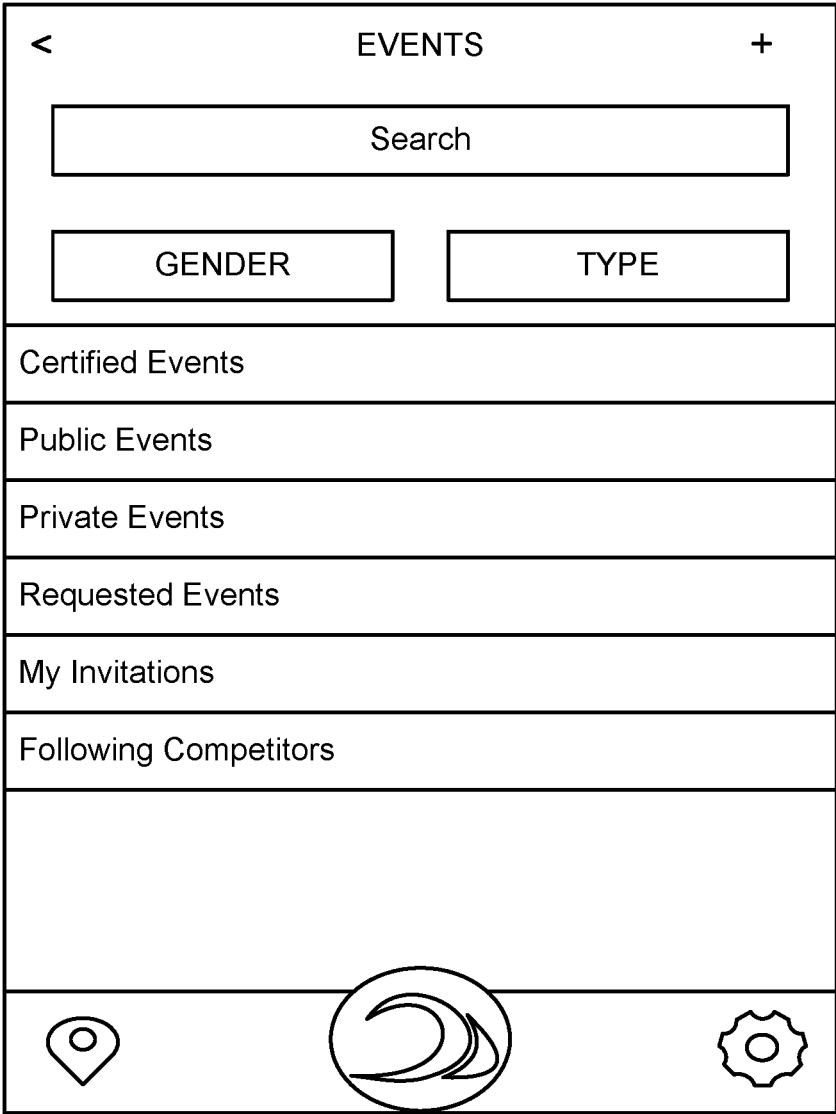 < EVENTS +
Search
GENDER TYPE
Certified Events
Public Events
Private Events
Requested Events
My Invitations
Following Competitors